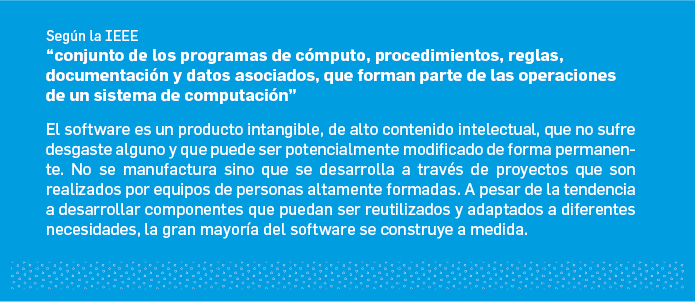 Según la IEEE
“conjunto de los programas de cómputo, procedimientos, reglas,
documentación y datos asociados, que forman parte de las operaciones
de un sistema de computación”
El software es un producto intangible, de alto contenido intelectual, que no sufre
desgaste alguno y que puede ser potencialmente modificado de forma permanen-
te. No se manufactura sino que se desarrolla a través de proyectos que son
realizados por equipos de personas altamente formadas. A pesar de la tendencia
a desarrollar componentes que puedan ser reutilizados y adaptados a diferentes
necesidades, la gran mayoría del software se construye a medida.